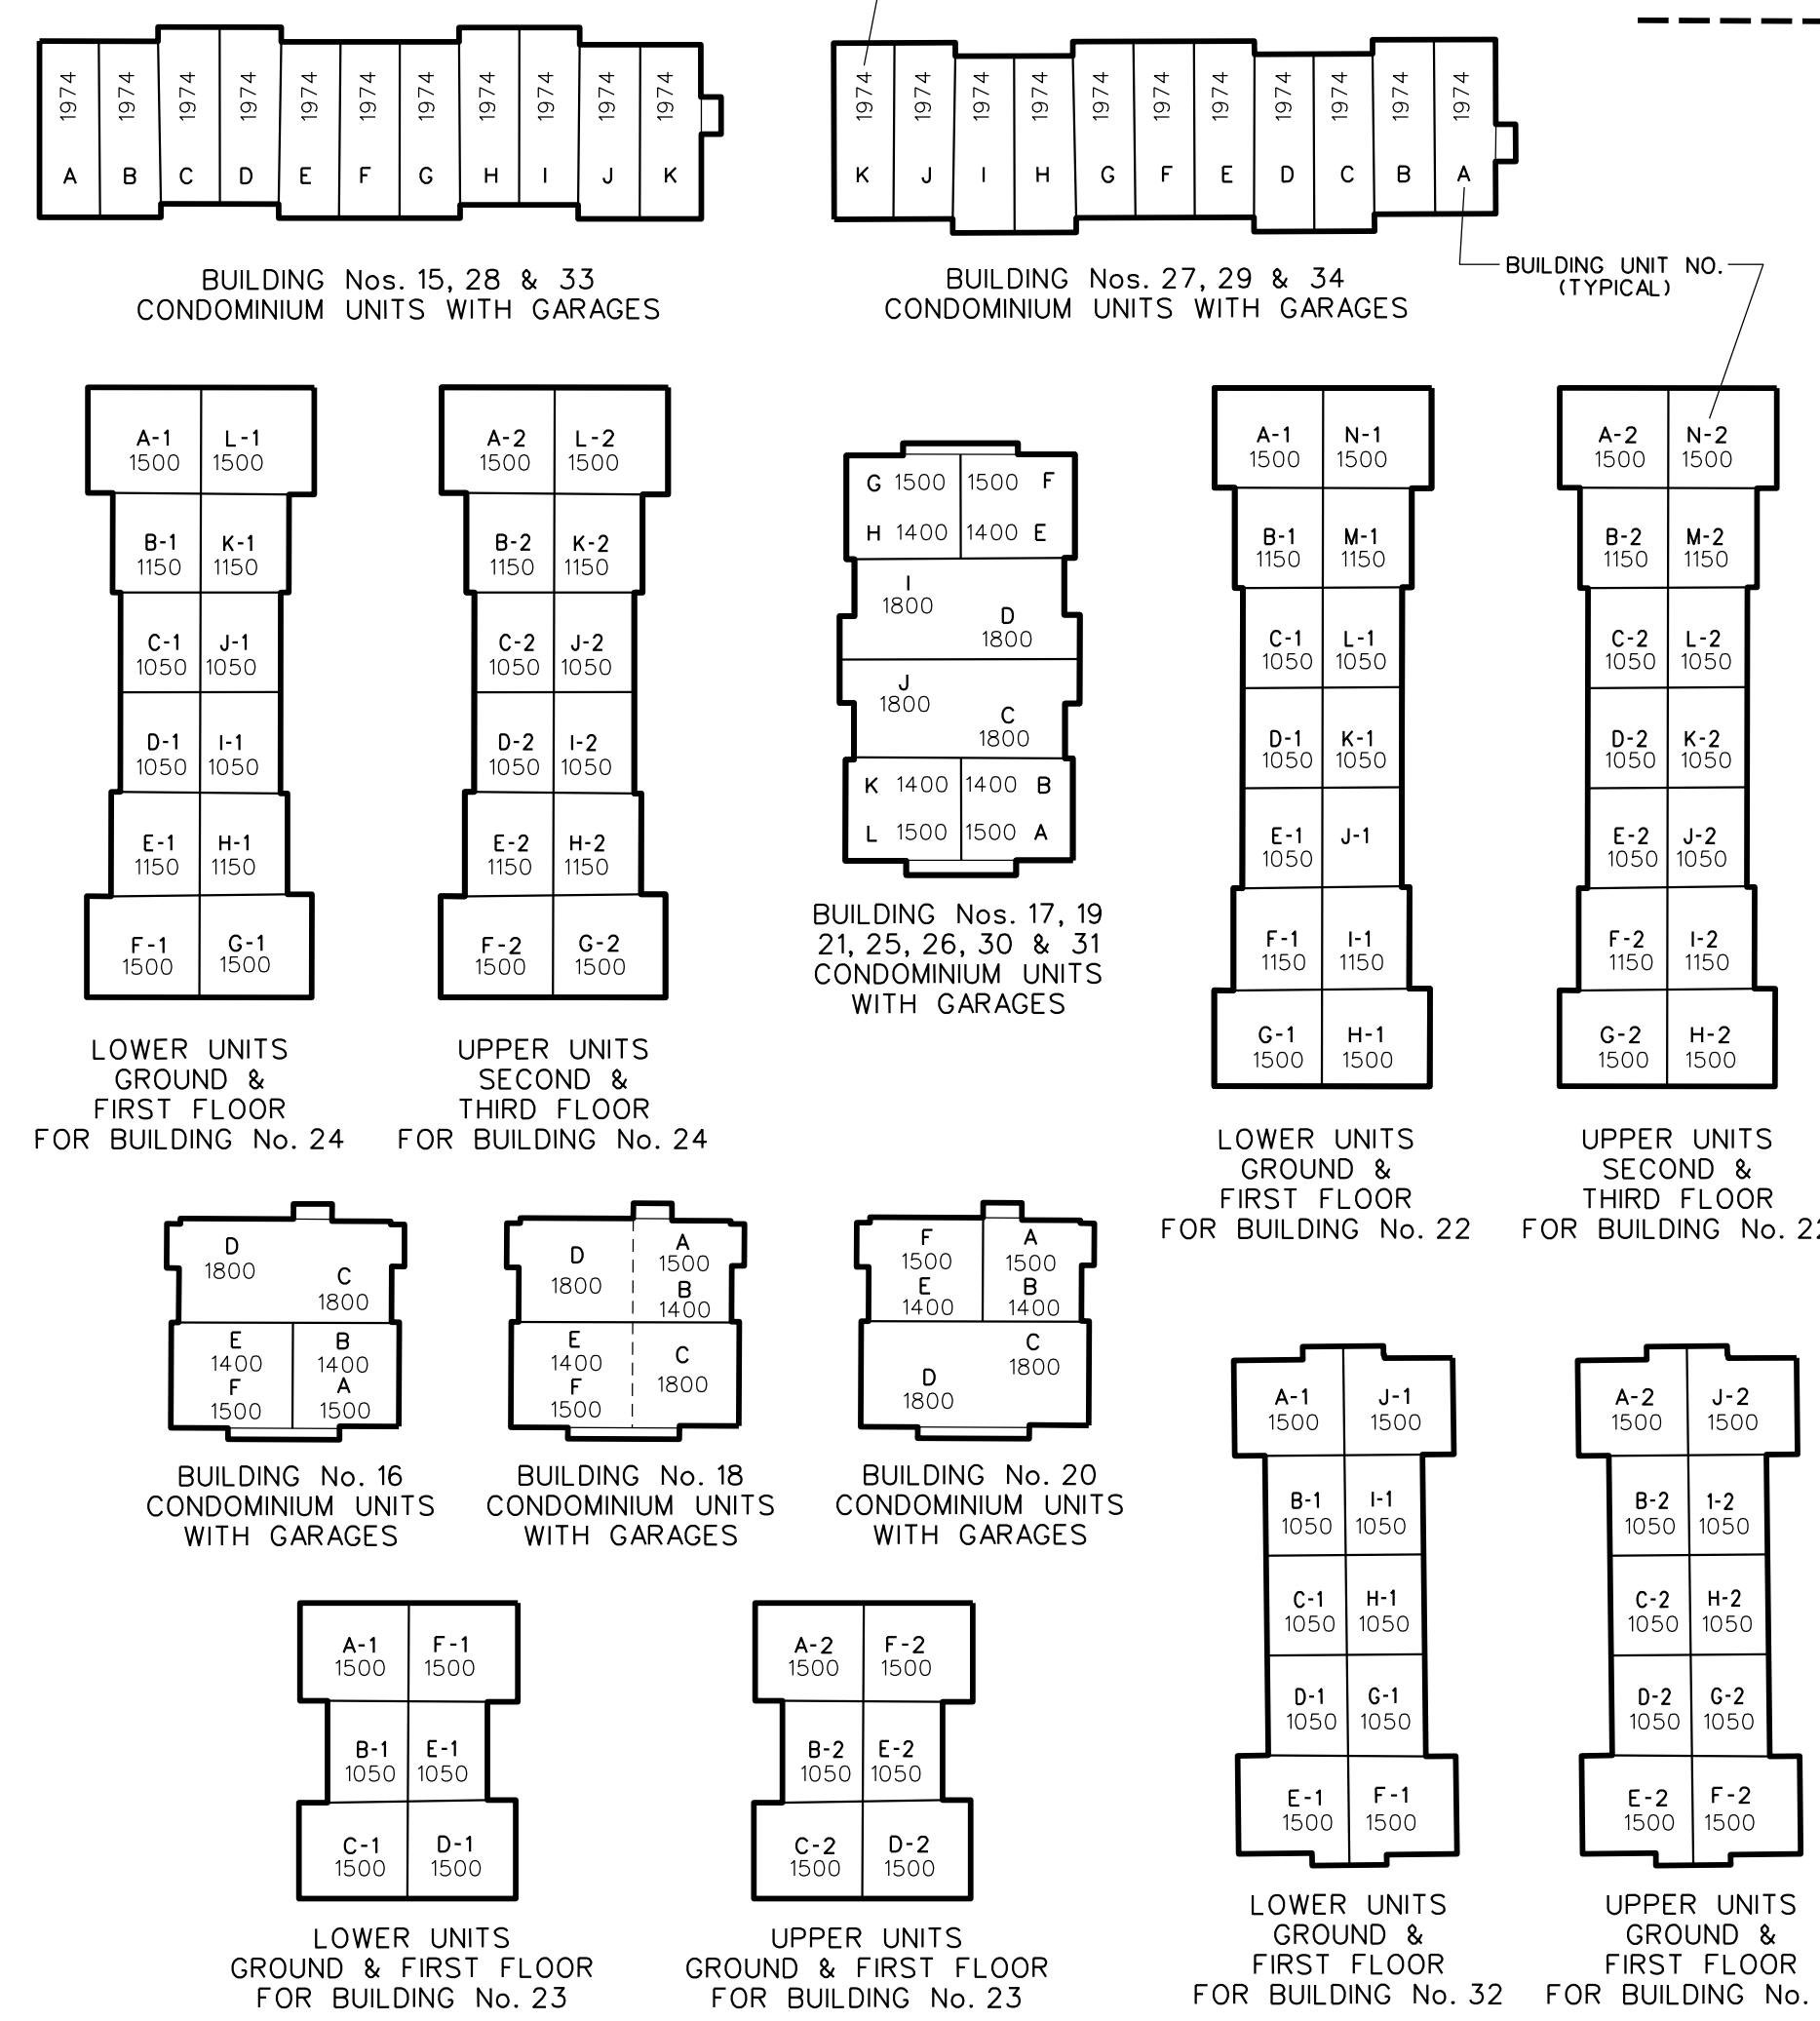 1974 1974 1974 1974 1974 1974 1974 1974 1974 1974 1974
A B C D E F G H I J K
BUILDING Nos. 15, 28 & 33
CONDOMINIUM UNITS WITH GARAGES
1974 1974 1974 1974 1974 1974 1974 1974 1974 1974 1974
K J I H G F E D C B A
BUILDING Nos. 27, 29 & 34
CONDOMINIUM UNITS WITH GARAGES
BUILDING UNIT NO.
(TYPICAL)
A-1 L-1
1500 1500
B-1 K-1
1150 1150
C-1 J-1
1050 1050
D-1 I-1
1050 1050
E-1 H-1
1150 1150
F-1 G-1
1500 1500
LOWER UNITS
GROUND &
FIRST FLOOR
FOR BUILDING No. 24
A-2 L-2
1500 1500
B-2 K-2
1150 1150
C-2 J-2
1050 1050
D-2 I-2
1050 1050
E-2 H-2
1150 1150
F-2 G-2
1500 1500
UPPER UNITS
SECOND &
THIRD FLOOR
FOR BUILDING No. 24
G 1500 1500 F
H 1400 1400 E
I
1800
D
1800
J
1800
C
1800
K 1400 1400 B
L 1500 1500 A
BUILDING Nos. 17, 19
21, 25, 26, 30 & 31
CONDOMINIUM UNITS
WITH GARAGES
A-1 N-1
1500 1500
B-1 M-1
1150 1150
C-1 L-1
1050 1050
D-1 K-1
1050 1050
E-1 J-1
1050
F-1 I-1
1150 1150
G-1 H-1
1500 1500
LOWER UNITS
GROUND &
FIRST FLOOR
FOR BUILDING No. 22
A-2 N-2
1500 1500
B-2 M-2
1150 1150
C-2 L-2
1050 1050
D-2 K-2
1050 1050
E-2 J-2
1050 1050
F-2 I-2
1150 1150
G-2 H-2
1500 1500
UPPER UNITS
SECOND &
THIRD FLOOR
FOR BUILDING No. 22
D
1800
C
1800
E B
1400 1400
F A
1500 1500
BUILDING No. 16
CONDOMINIUM UNITS
WITH GARAGES
D A
1800 1500
B
1400
E C
1400 1800
F
1500
BUILDING No. 18
CONDOMINIUM UNITS
WITH GARAGES
F A
1500 1500
E B
1400 1400
C
1800
D
1800
BUILDING No. 20
CONDOMINIUM UNITS
WITH GARAGES
A-1 F-1
1500 1500
B-1 E-1
1050 1050
C-1 D-1
1500 1500
LOWER UNITS
GROUND & FIRST FLOOR
FOR BUILDING No. 23
A-2 F-2
1500 1500
B-2 E-2
1050 1050
C-2 D-2
1500 1500
UPPER UNITS
GROUND & FIRST FLOOR
FOR BUILDING No. 23
A-1 J-1
1500 1500
B-1 I-1
1050 1050
C-1 H-1
1050 1050
D-1 G-1
1050 1050
E-1 F-1
1500 1500
LOWER UNITS
GROUND &
FIRST FLOOR
FOR BUILDING No. 32
A-2 J-2
1500 1500
B-2 1-2
1050 1050
C-2 H-2
1050 1050
D-2 G-2
1050 1050
E-2 F-2
1500 1500
UPPER UNITS
GROUND &
FIRST FLOOR
FOR BUILDING No.